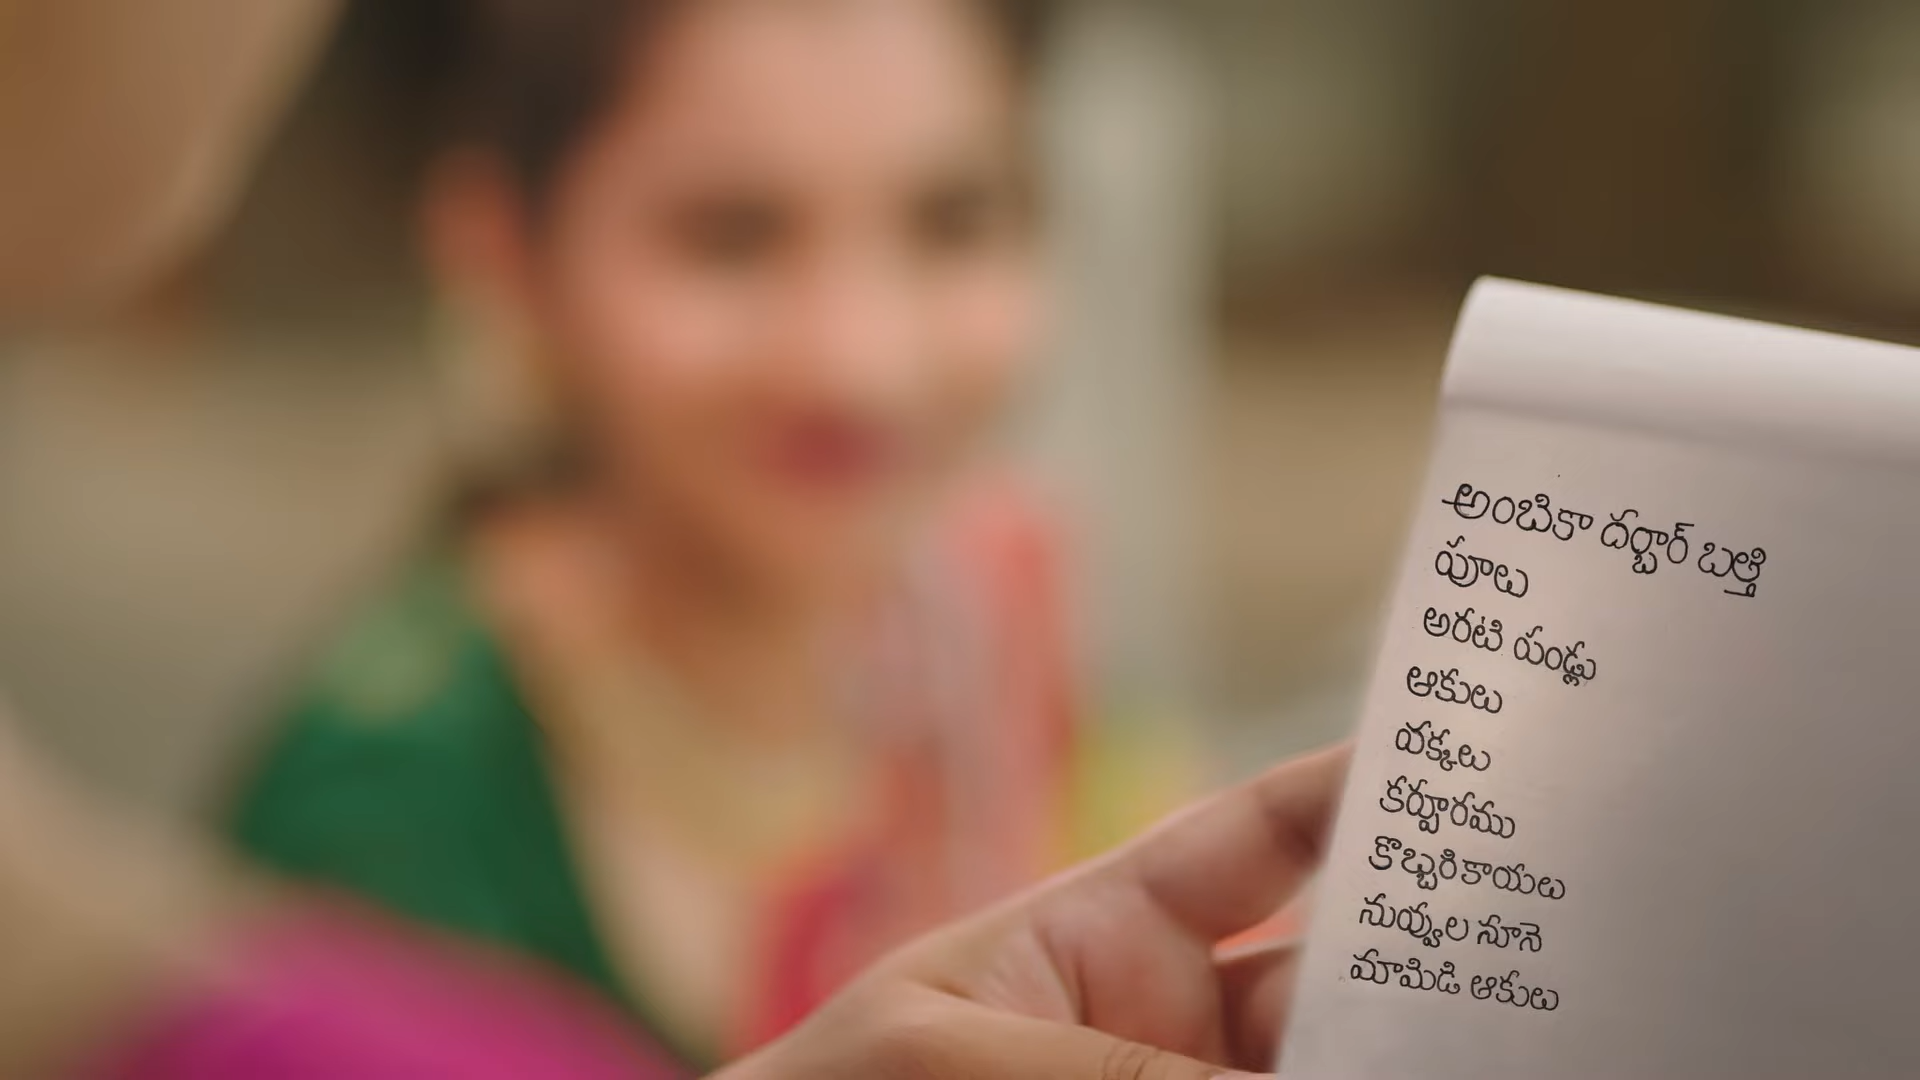 అంబికా దర్బార్ బత్తి
పూలు
అరటి పండ్లు
ఆకులు
వక్కలు
కర్పూరము
కొబ్బరికాయలు
నువ్వుల నూనె
మామిడి ఆకులు